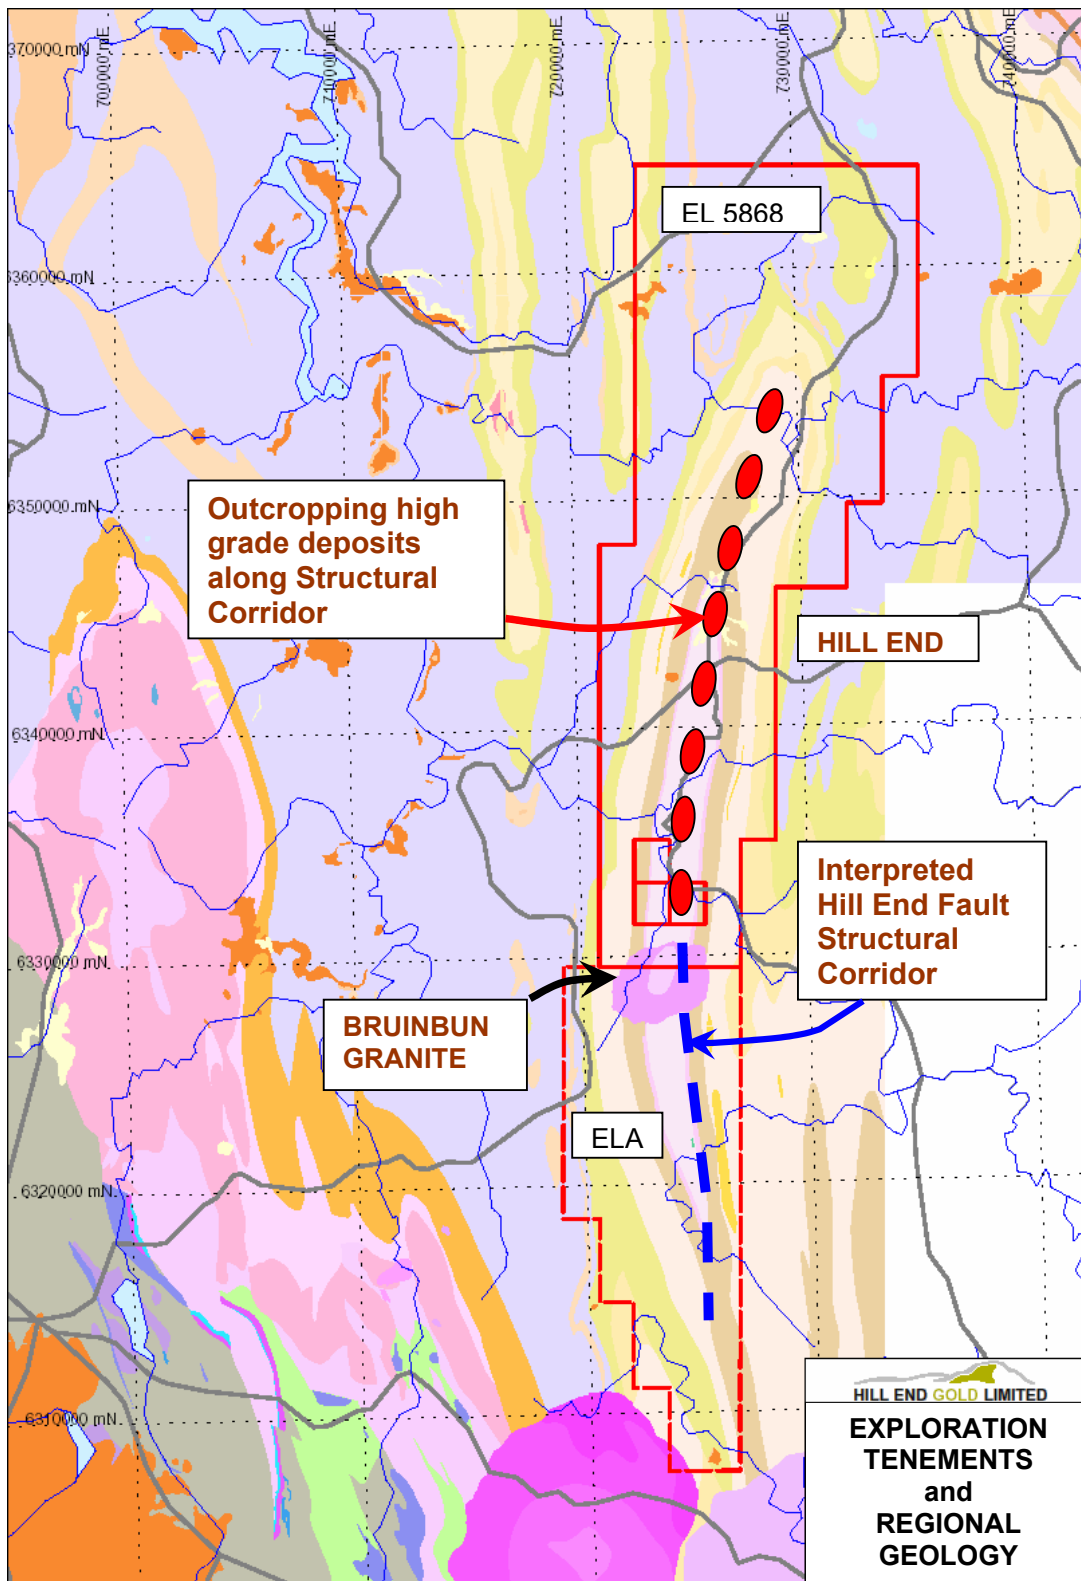 370000 mN
700000 mE
710000 mE
720000 mE
730000 mE
740000 mE
EL 5868
6360000 mN
6350000 mN
Outcropping high
grade deposits
along Structural
Corridor
HILL END
6340000 mN
Interpreted
Hill End Fault
Structural
Corridor
6330000 mN
BRUINBUN
GRANITE
ELA
6320000 mN
6310000 mN
HILL END GOLD LIMITED
EXPLORATION
TENEMENTS
and
REGIONAL
GEOLOGY